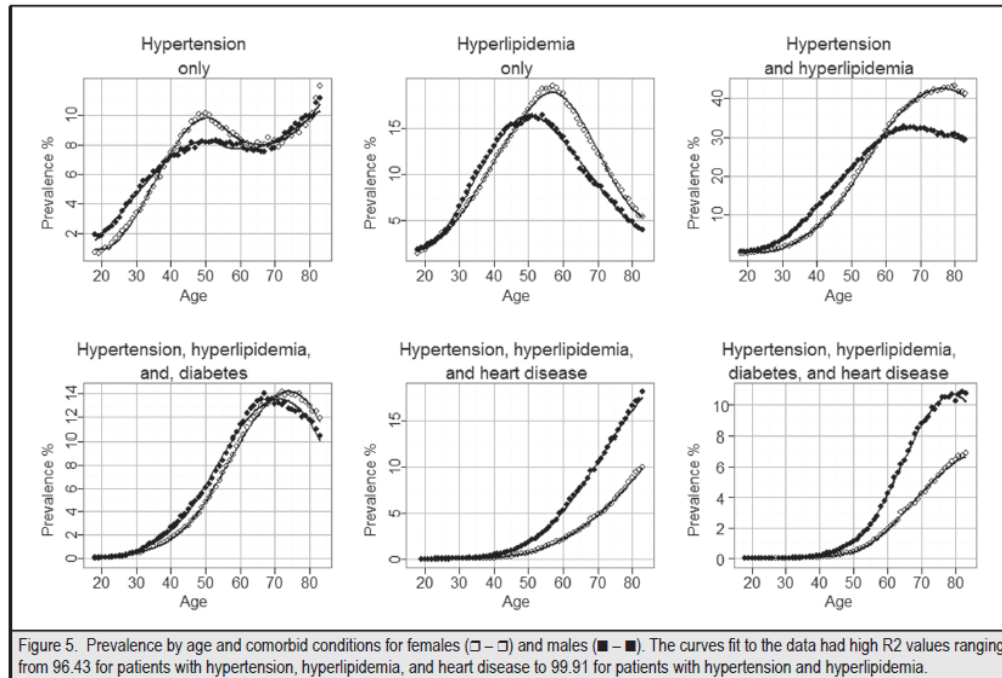 Hypertension
only
Prevalence %
10
8
6
4
2
20 30 40 50 60 70 80
Age
Hyperlipidemia
only
Prevalence %
15
10
5
20 30 40 50 60 70 80
Age
Hypertension
and hyperlipidemia
Prevalence %
40
30
20
10
20 30 40 50 60 70 80
Age
Hypertension, hyperlipidemia,
and, diabetes
Prevalence %
14
12
10
8
6
4
2
0
20 30 40 50 60 70 80
Age
Hypertension, hyperlipidemia,
and heart disease
Prevalence %
15
10
5
0
20 30 40 50 60 70 80
Age
Hypertension, hyperlipidemia,
diabetes, and heart disease
Prevalence %
10
8
6
4
2
0
20 30 40 50 60 70 80
Age
Figure 5. Prevalence by age and comorbid conditions for females (❒ – ❒) and males (■ – ■). The curves fit to the data had high R2 values ranging
from 96.43 for patients with hypertension, hyperlipidemia, and heart disease to 99.91 for patients with hypertension and hyperlipidemia.